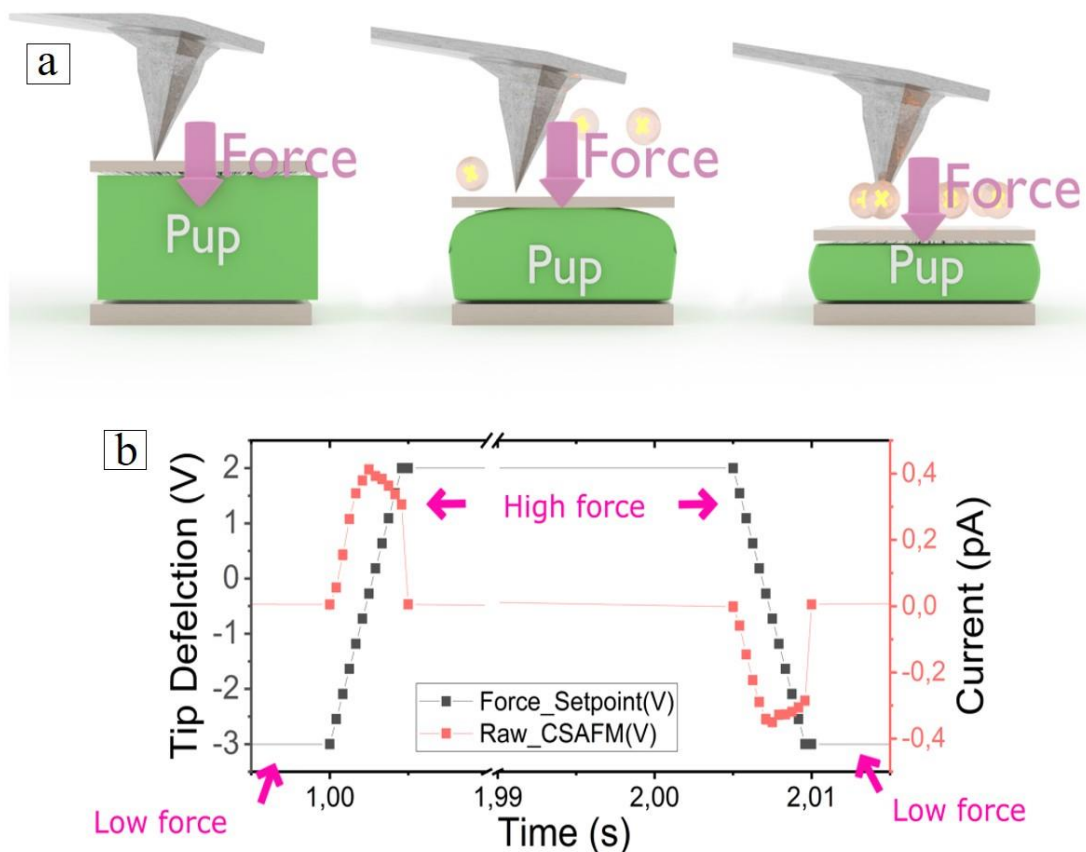 a
Force
Force
Force
Pup
Pup
Pup
b
Tip Defelction (V)
2
1
0
-1
-2
-3
High force
Force_Setpoint(V)
Raw_CSAFM(V)
0,4
0,2
0,0
-0,2
-0,4
Current (pA)
Low force
1,00
1,99
2,00
2,01
Low force
Time (s)